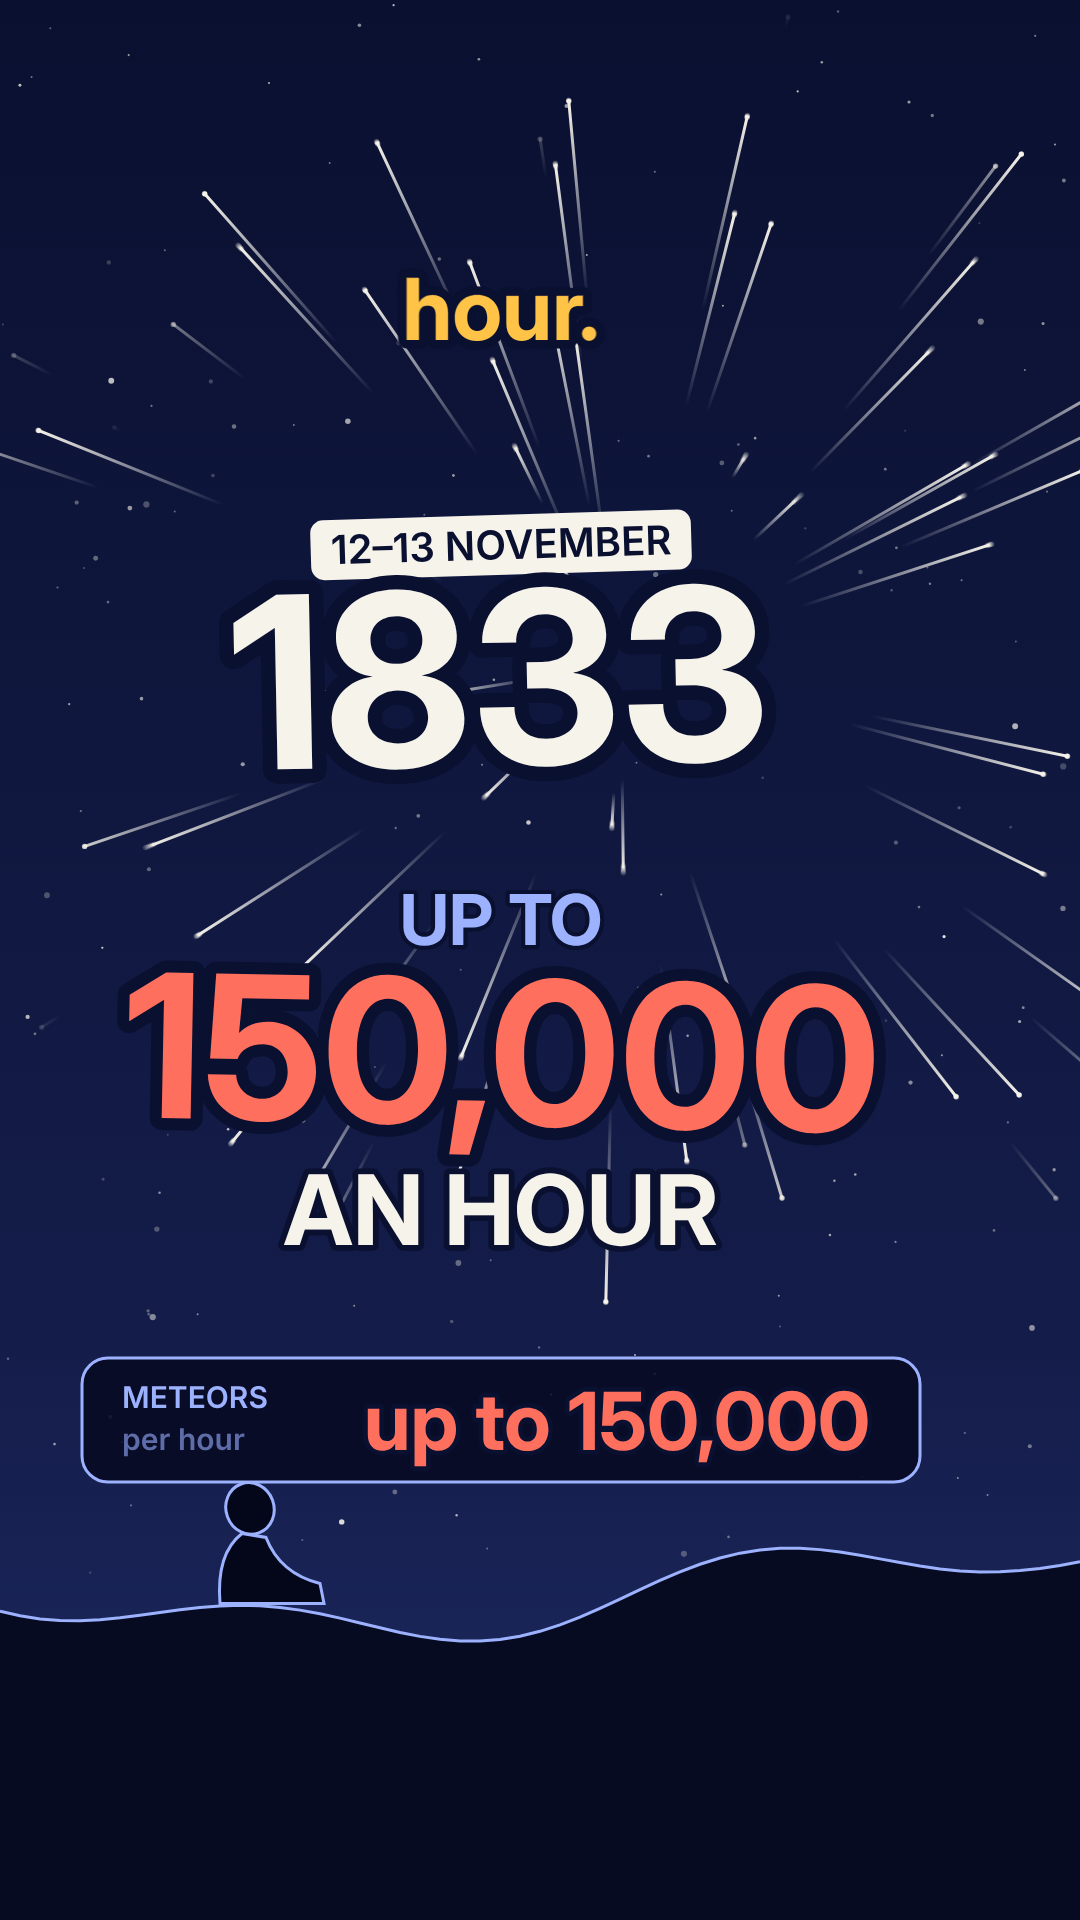 hour.
12–13 NOVEMBER
1833
UP TO
150,000
AN HOUR
METEORS
per hour
up to 150,000